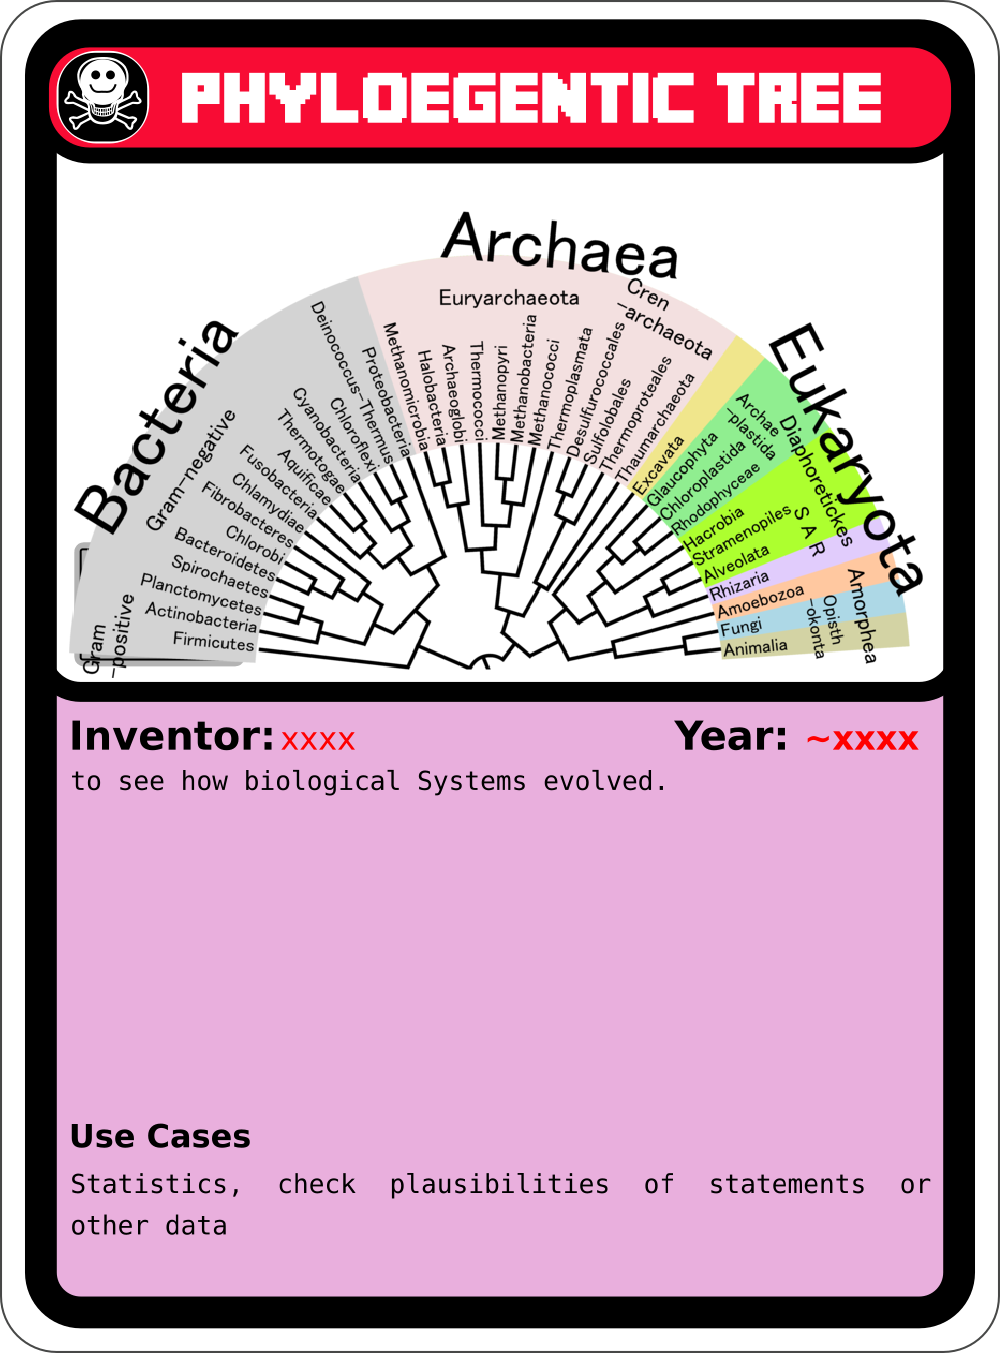 PHYLOEGENTIC TREE
Bacteria
Archaea
Eukaryota
Gram-negative
Gram
-positive
Euryarchaeota
Cren
-archaeota
Archae
-plastida
Diaphoretickes
S A R
Amorphea
Opisth
-okonta
Firmicutes
Actinobacteria
Planctomycetes
Spirochaetes
Bacteroidetes
Chlorobi
Fibrobacteres
Chlamydiae
Fusobacteria
Aquificae
Thermotogae
Cyanobacteria
Chloroflexi
Deinococcus-Thermus
Proteobacteria
Methanomicrobia
Halobacteria
Archaeoglobi
Thermococci
Methanopyri
Methanobacteria
Methanococci
Thermoplasmata
Desulfurococcales
Sulfolobales
Thermoproteales
Thaumarchaeota
Excavata
Glaucophyta
Chloroplastida
Rhodophyceae
Hacrobia
Stramenopiles
Alveolata
Rhizaria
Amoebozoa
Fungi
Animalia
Inventor: xxxx Year: ~xxxx
to see how biological Systems evolved.
Use Cases
Statistics, check plausibilities of statements or
other data